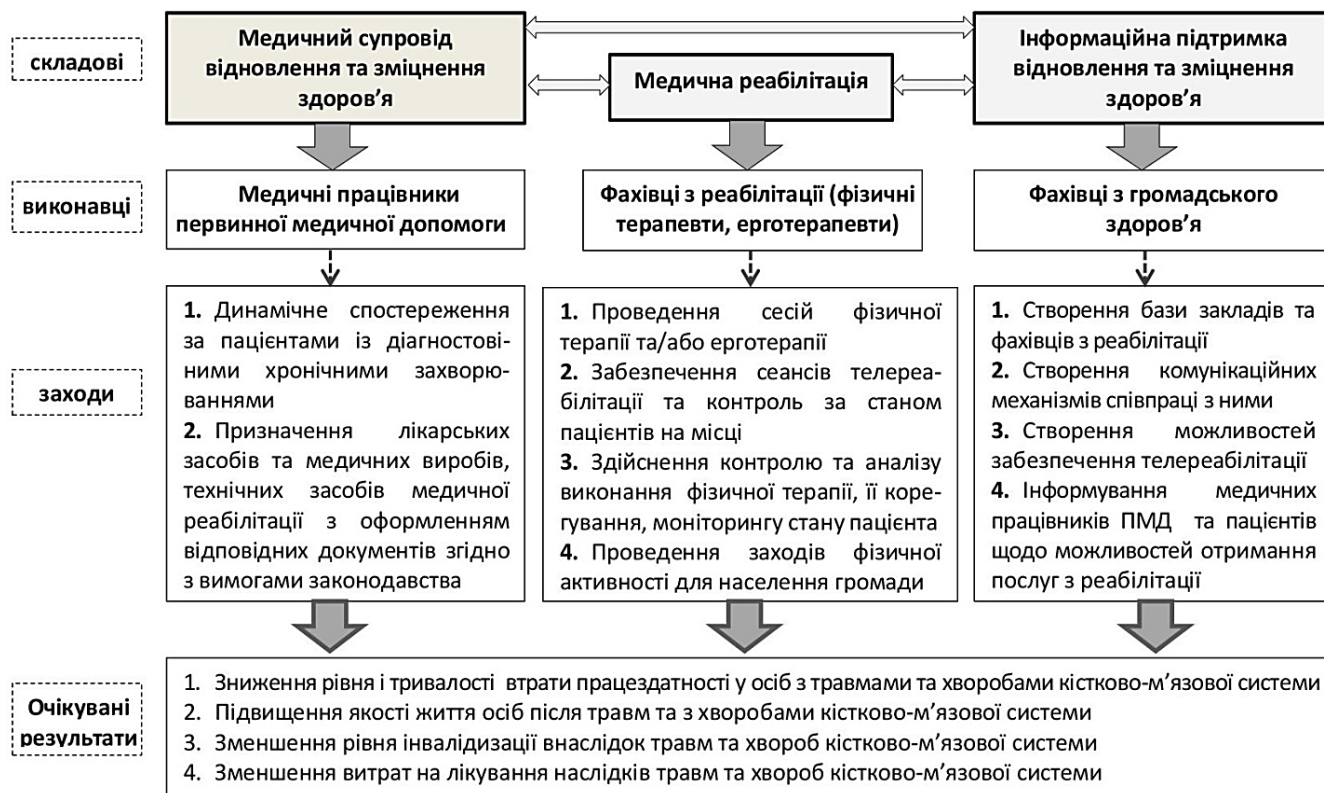 складові
Медичний супровід
відновлення та зміцнення
здоров’я
Медична реабілітація
Інформаційна підтримка
відновлення та зміцнення
здоров’я
виконавці
Медичні працівники
первинної медичної допомоги
Фахівці з реабілітації (фізичні
терапевти, ерготерапевти)
Фахівці з громадського
здоров’я
заходи
1. Динамічне спостереження
за пацієнтами із діагностові-
ними хронічними захворю-
ваннями
2. Призначення лікарських
засобів та медичних виробів,
технічних засобів медичної
реабілітації з оформленням
відповідних документів згідно
з вимогами законодавства
1. Проведення сесій фізичної
терапії та/або ерготерапії
2. Забезпечення сеансів телереа-
білітації та контроль за станом
пацієнтів на місці
3. Здійснення контролю та аналізу
виконання фізичної терапії, її коре-
гування, моніторингу стану пацієнта
4. Проведення заходів фізичної
активності для населення громади
1. Створення бази закладів та
фахівців з реабілітації
2. Створення комунікаційних
механізмів співпраці з ними
3. Створення можливостей
забезпечення телереабілітації
4. Інформування медичних
працівників ПМД та пацієнтів
щодо можливостей отримання
послуг з реабілітації
Очікувані
результати
1. Зниження рівня і тривалості втрати працездатності у осіб з травмами та хворобами кістково-м’язової системи
2. Підвищення якості життя осіб після травм та з хворобами кістково-м’язової системи
3. Зменшення рівня інвалідизації внаслідок травм та хвороб кістково-м’язової системи
4. Зменшення витрат на лікування наслідків травм та хвороб кістково-м’язової системи